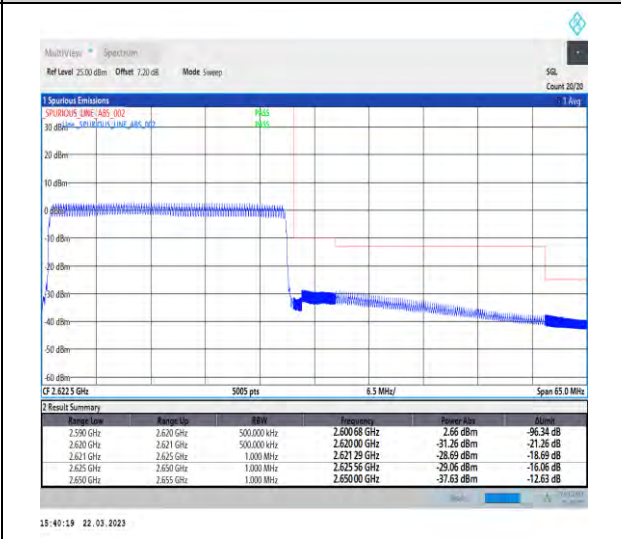 MultiView Spectrum
Ref Level 25.00 dBm Offset 7.20 dB Mode Sweep SGL
Count 20/20
1 Spurious Emissions 1 Avg
_SPURIOUS_LINE_ABS_002 PASS
30 dBm Line _SPURIOUS_LINE_ABS_002 PASS
20 dBm
10 dBm
0 dBm
-10 dBm
-20 dBm
-30 dBm
-40 dBm
-50 dBm
-60 dBm
CF 2.622 5 GHz 5005 pts 6.5 MHz/ Span 65.0 MHz
2 Result Summary
Range Low Range Up RBW Frequency Power Abs ΔLimit
2.590 GHz 2.620 GHz 500.000 kHz 2.600 68 GHz 2.66 dBm -96.34 dB
2.620 GHz 2.621 GHz 500.000 kHz 2.620 00 GHz -31.26 dBm -21.26 dB
2.621 GHz 2.625 GHz 1.000 MHz 2.621 29 GHz -28.69 dBm -18.69 dB
2.625 GHz 2.650 GHz 1.000 MHz 2.625 56 GHz -29.06 dBm -16.06 dB
2.650 GHz 2.655 GHz 1.000 MHz 2.650 00 GHz -37.63 dBm -12.63 dB
15:40:19 22.03.2023